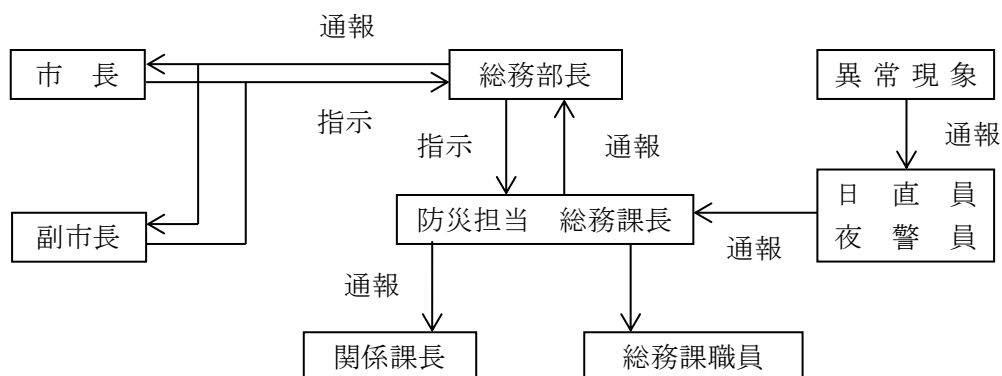 通報
市　長
総務部長
異常現象
指示
指示
通報
通報
日　直　員
夜　警　員
副市長
防災担当　総務課長
通報
通報
関係課長
総務課職員